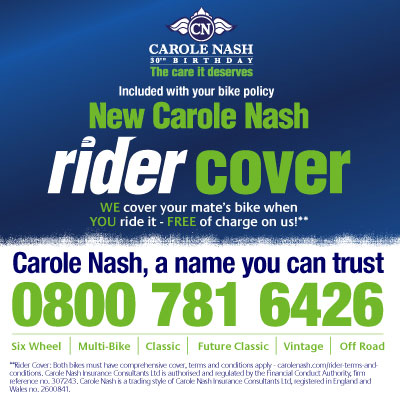 CN
CAROLE NASH
30TH BIRTHDAY
The care it deserves
Included with your bike policy
New Carole Nash
rider cover
WE cover your mate's bike when
YOU ride it - FREE of charge on us!**
Carole Nash, a name you can trust
0800 781 6426
Six Wheel | Multi-Bike | Classic | Future Classic | Vintage | Off Road
**Rider Cover: Both bikes must have comprehensive cover, terms and conditions apply - carolenash.com/rider-terms-and-
conditions. Carole Nash Insurance Consultants Ltd is authorised and regulated by the Financial Conduct Authority, firm
reference no. 307243. Carole Nash is a trading style of Carole Nash Insurance Consultants Ltd, registered in England and
Wales no. 2600841.